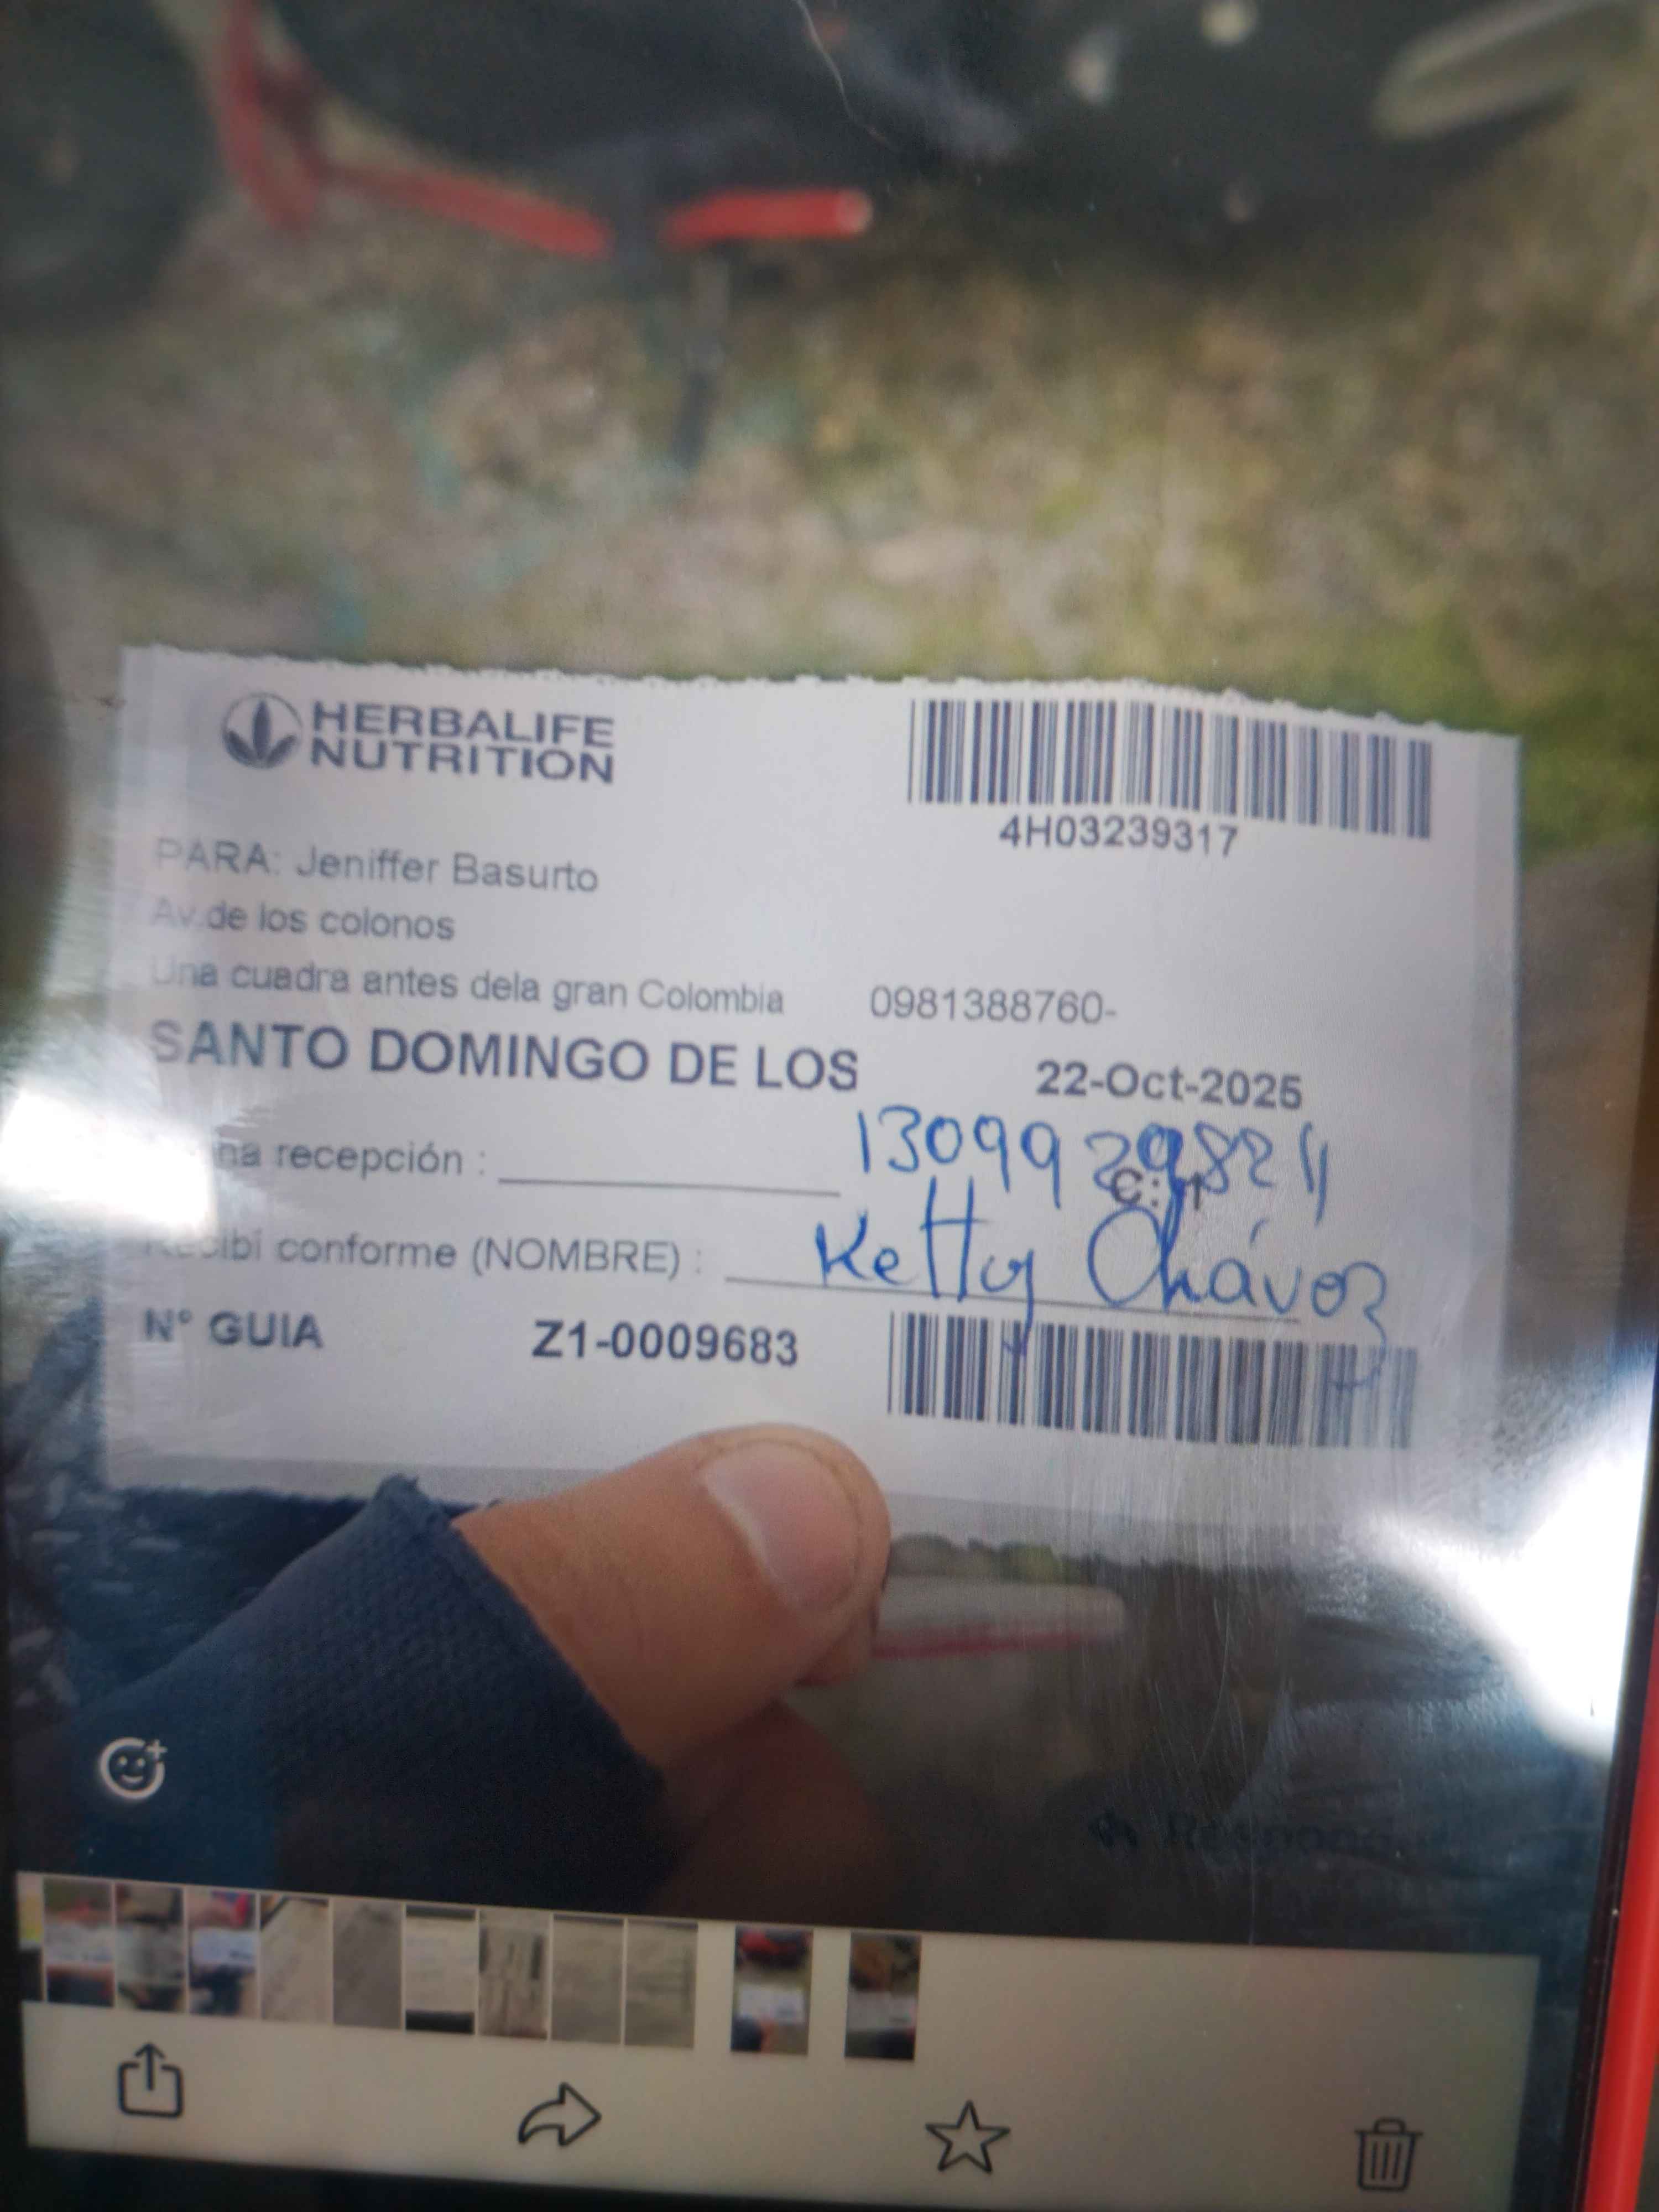 HERBALIFE
NUTRITION
4H03239317
PARA: Jeniffer Basurto
Av.de los colonos
Una cuadra antes dela gran Colombia 0981388760-
SANTO DOMINGO DE LOS 22-Oct-2025
recepción : 
C: 1
Recibí conforme (NOMBRE) : Ketty Chávez
N° GUIA Z1-0009683